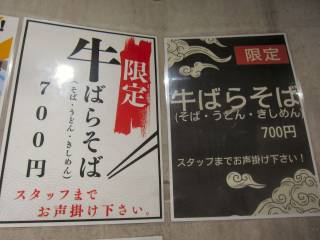 限定
牛ばらそば
(そば・うどん・きしめん)
700円
スタッフまで
お声掛け下さい。
限定
牛ばらそば
(そば・うどん・きしめん)
700円
スタッフまでお声掛け下さい!